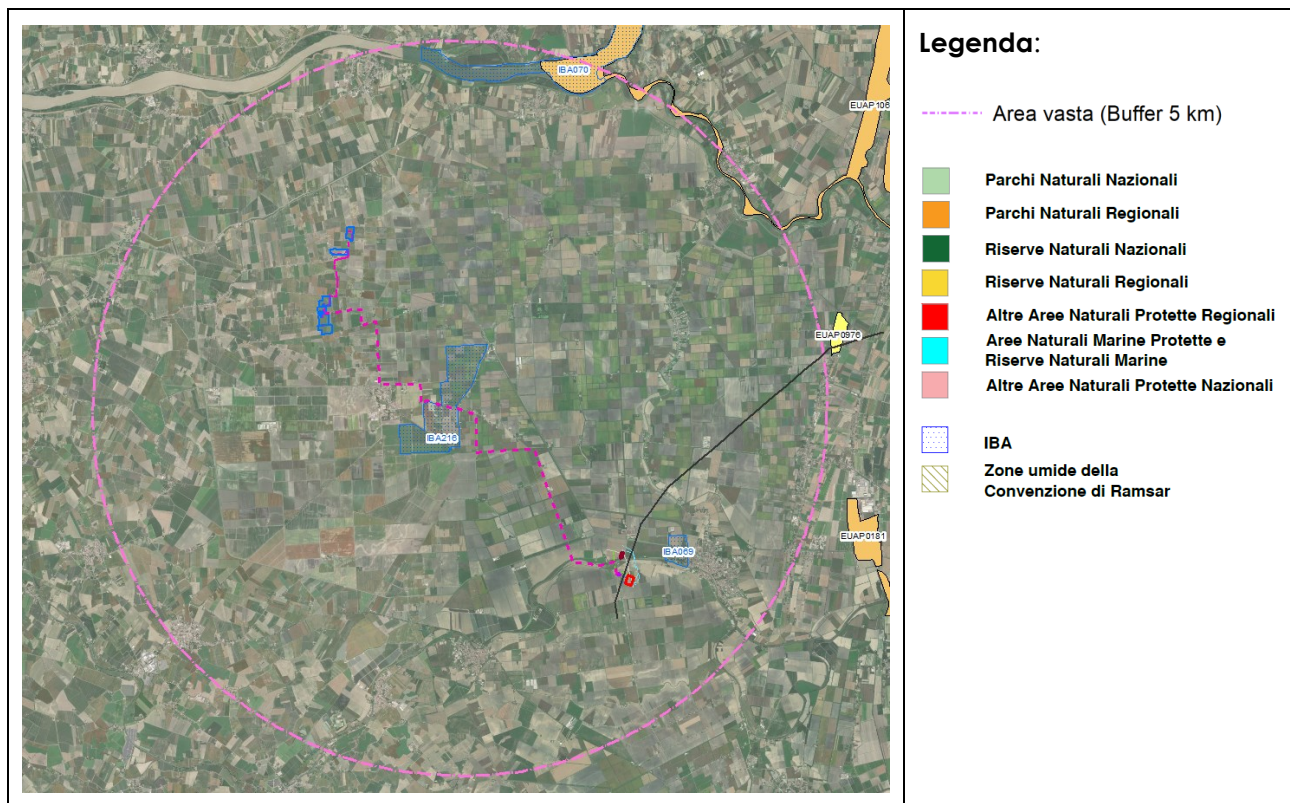 IBA070
EUAP106
EUAP0976
IBA216
EUAP0181
IBA069
Legenda:
Area vasta (Buffer 5 km)
Parchi Naturali Nazionali
Parchi Naturali Regionali
Riserve Naturali Nazionali
Riserve Naturali Regionali
Altre Aree Naturali Protette Regionali
Aree Naturali Marine Protette e
Riserve Naturali Marine
Altre Aree Naturali Protette Nazionali
IBA
Zone umide della
Convenzione di Ramsar